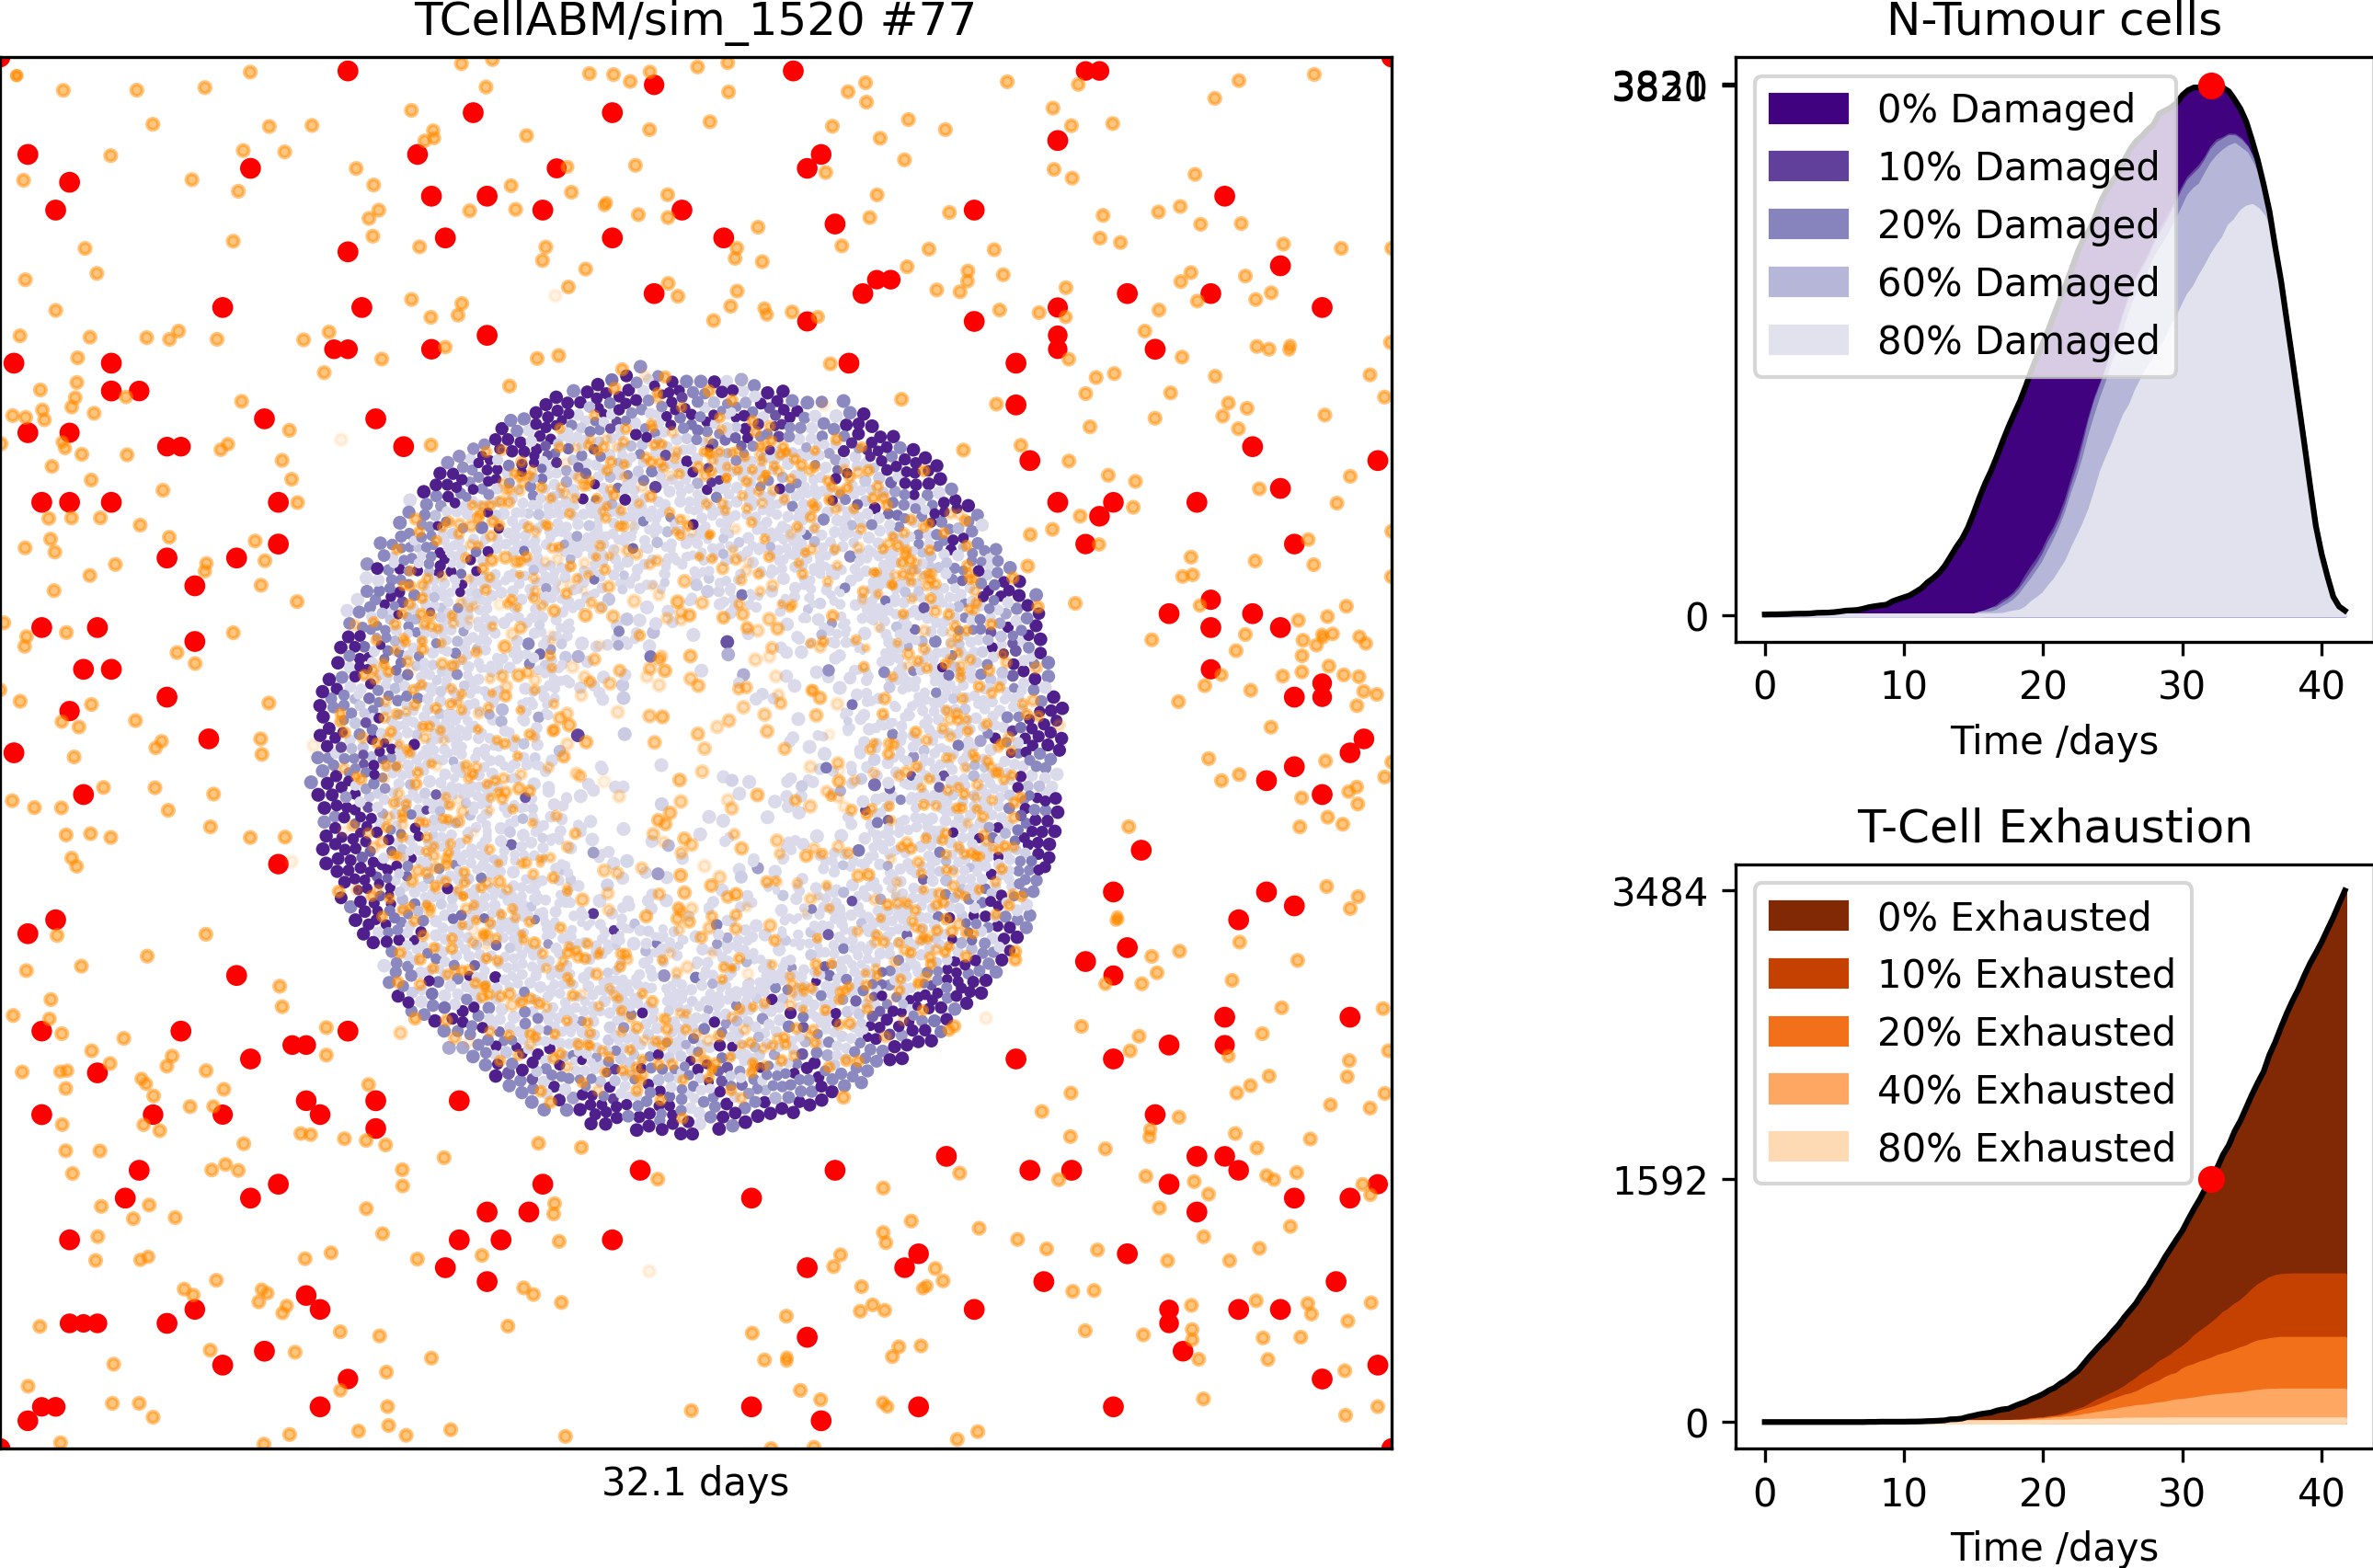 TCellABM/sim_1520 #77
32.1 days
N-Tumour cells
0% Damaged
10% Damaged
20% Damaged
60% Damaged
80% Damaged
0
0 10 20 30 40
Time /days
T-Cell Exhaustion
3484
0% Exhausted
10% Exhausted
20% Exhausted
40% Exhausted
80% Exhausted
1592
0
0 10 20 30 40
Time /days